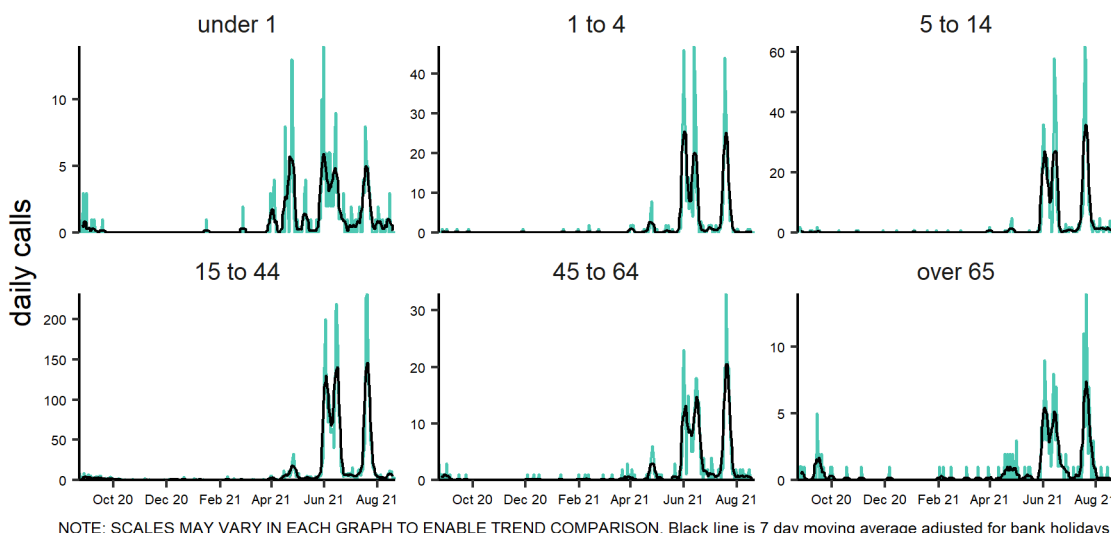 under 1
1 to 4
5 to 14
10
5
0
40
30
20
10
0
60
40
20
0
daily calls
15 to 44
45 to 64
over 65
200
150
100
50
0
30
20
10
0
10
5
0
Oct 20 Dec 20 Feb 21 Apr 21 Jun 21 Aug 21
Oct 20 Dec 20 Feb 21 Apr 21 Jun 21 Aug 21
Oct 20 Dec 20 Feb 21 Apr 21 Jun 21 Aug 21
NOTE: SCALES MAY VARY IN EACH GRAPH TO ENABLE TREND COMPARISON. Black line is 7 day moving average adjusted for bank holidays